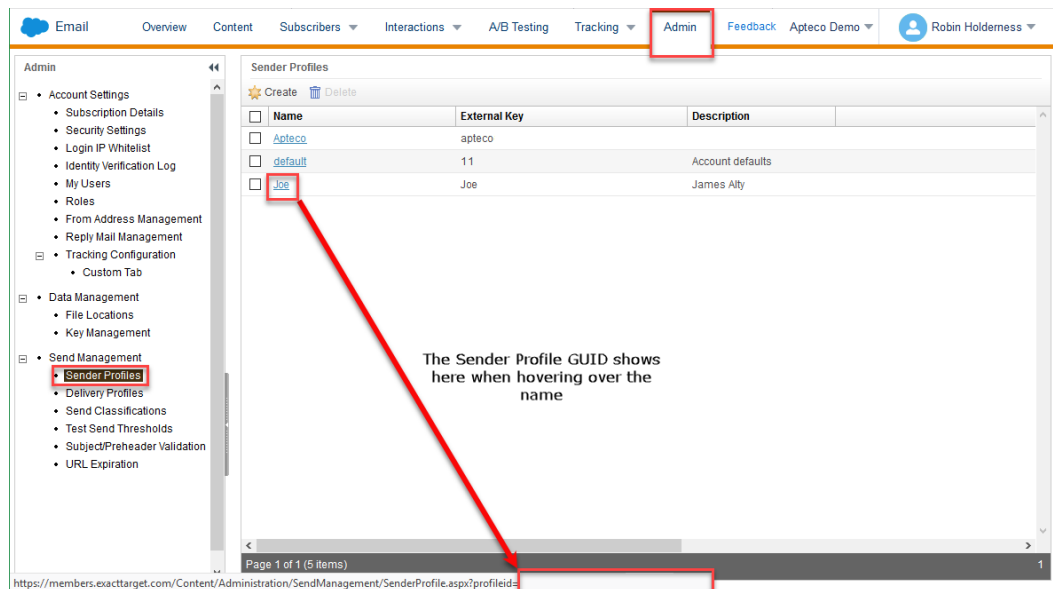 Email Overview Content Subscribers Interactions A/B Testing Tracking Admin Feedback Apteco Demo Robin Holderness
Admin
Account Settings
Subscription Details
Security Settings
Login IP Whitelist
Identity Verification Log
My Users
Roles
From Address Management
Reply Mail Management
Tracking Configuration
Custom Tab
Data Management
File Locations
Key Management
Send Management
Sender Profiles
Delivery Profiles
Send Classifications
Test Send Thresholds
Subject/Preheader Validation
URL Expiration
Sender Profiles
Create Delete
Name External Key Description
Apteco apteco
default 11 Account defaults
Joe Joe James Alty
The Sender Profile GUID shows
here when hovering over the
name
Page 1 of 1 (5 items) 1
https://members.exacttarget.com/Content/Administration/SendManagement/SenderProfile.aspx?profileid=